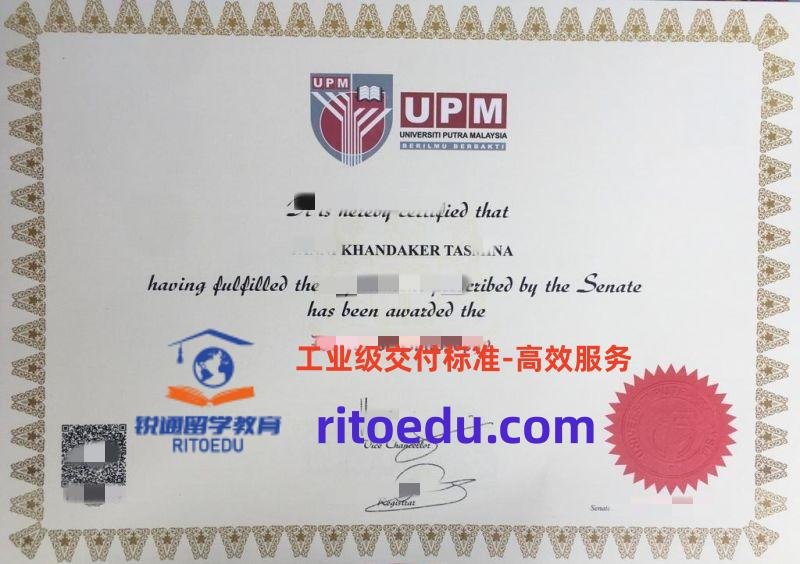 UPM
UPM
UNIVERSITI PUTRA MALAYSIA
BERILMU BERBAKTI
It is hereby certified that
KHANDAKER TASMINA
having fulfilled the
by the Senate
has been awarded the
工业级交付标准-高效服务
锐通留学教育
RITOEDU
ritoedu.com
Vice Chancellor
Registrar
Senate